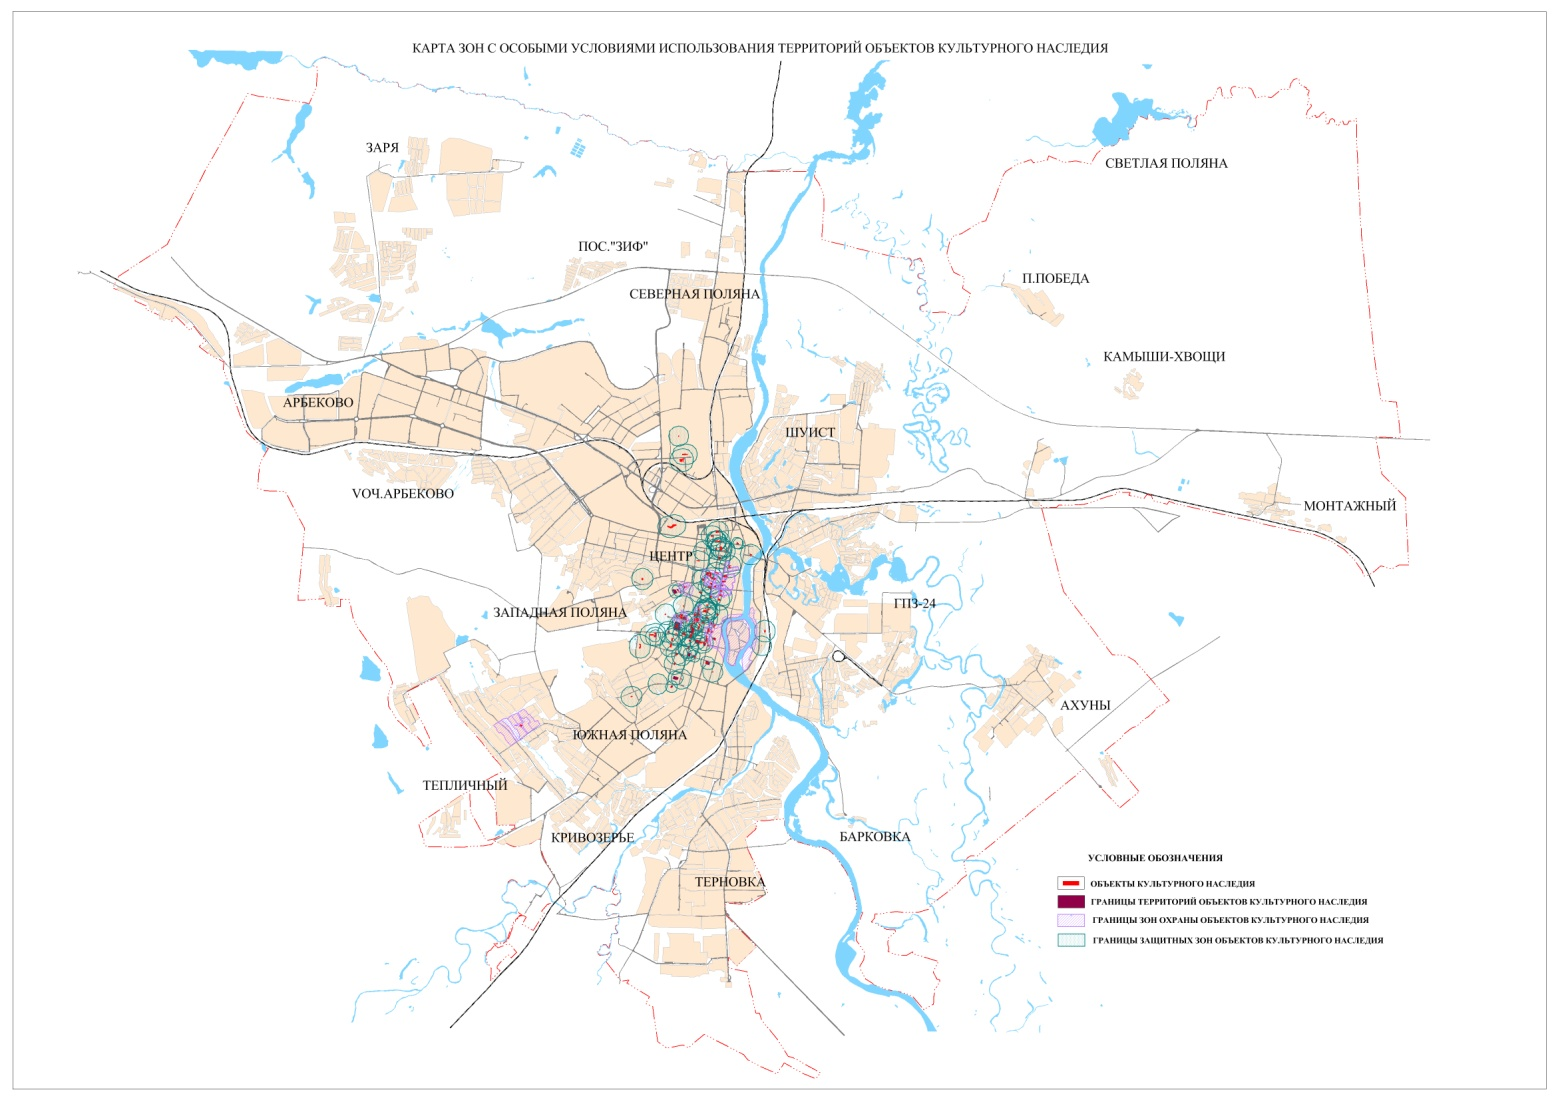 КАРТА ЗОН С ОСОБЫМИ УСЛОВИЯМИ ИСПОЛЬЗОВАНИЯ ТЕРРИТОРИЙ ОБЪЕКТОВ КУЛЬТУРНОГО НАСЛЕДИЯ
ЗАРЯ
СВЕТЛАЯ ПОЛЯНА
ПОС."ЗИФ"
П.ПОБЕДА
СЕВЕРНАЯ ПОЛЯНА
КАМЫШИ-ХВОЩИ
АРБЕКОВО
ШУИСТ
VОЧ.АРБЕКОВО
МОНТАЖНЫЙ
ЦЕНТР
ГПЗ-24
ЗАПАДНАЯ ПОЛЯНА
АХУНЫ
ЮЖНАЯ ПОЛЯНА
ТЕПЛИЧНЫЙ
КРИВОЗЕРЬЕ
БАРКОВКА
ТЕРНОВКА
УСЛОВНЫЕ ОБОЗНАЧЕНИЯ
ОБЪЕКТЫ КУЛЬТУРНОГО НАСЛЕДИЯ
ГРАНИЦЫ ТЕРРИТОРИЙ ОБЪЕКТОВ КУЛЬТУРНОГО НАСЛЕДИЯ
ГРАНИЦЫ ЗОН ОХРАНЫ ОБЪЕКТОВ КУЛЬТУРНОГО НАСЛЕДИЯ
ГРАНИЦЫ ЗАЩИТНЫХ ЗОН ОБЪЕКТОВ КУЛЬТУРНОГО НАСЛЕДИЯ